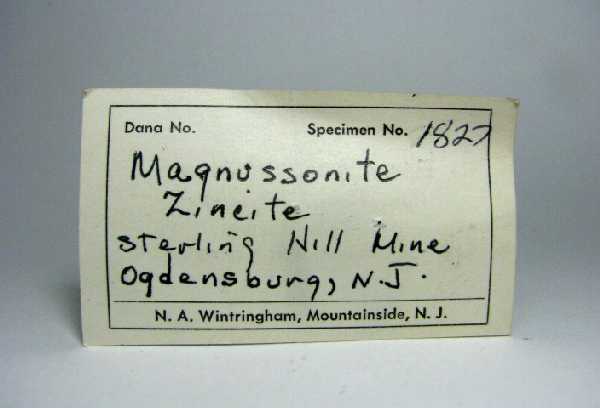 Dana No. Specimen No. 1827
Magnussonite
Zincite
Sterling Hill Mine
Ogdensburg, N.J.
N. A. Wintringham, Mountainside, N. J.